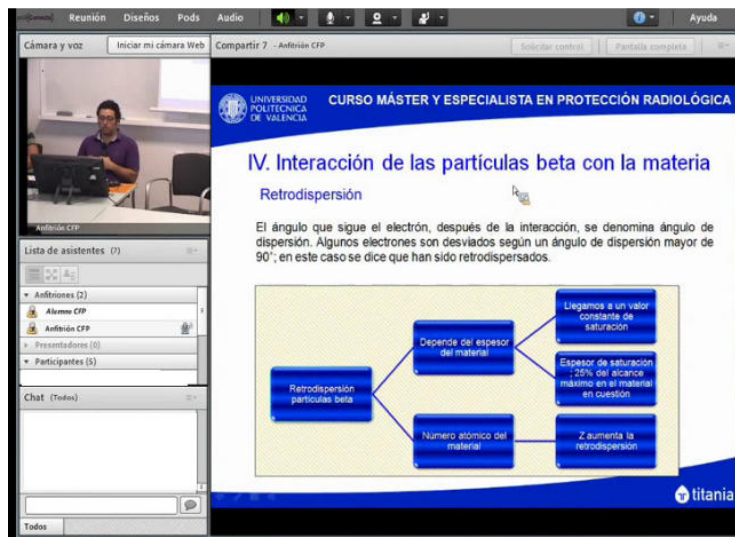 Reunión Diseños Pods Audio Ayuda
Cámara y voz
Iniciar mi cámara Web
Anfitrión CFP
Lista de asistentes (7)
Anfitriones (2)
Alumno CFP
Anfitrión CFP
Presentadores (0)
Participantes (5)
Chat (Todos)
Todos
Compartir 7 - Anfitrión CFP
Solicitar control
Pantalla completa
UNIVERSIDAD
POLITECNICA
DE VALENCIA
CURSO MÁSTER Y ESPECIALISTA EN PROTECCIÓN RADIOLÓGICA
IV. Interacción de las partículas beta con la materia
Retrodispersión
El ángulo que sigue el electrón, después de la interacción, se denomina ángulo de
dispersión. Algunos electrones son desviados según un ángulo de dispersión mayor de
90°; en este caso se dice que han sido retrodispersados.
Retrodispersión
partículas beta
Depende del espesor
del material
Llegamos a un valor
constante de
saturación
Espesor de saturación
; 25% del alcance
máximo en el material
en cuestión
Número atómico del
material
Z aumenta la
retrodispersión
titania